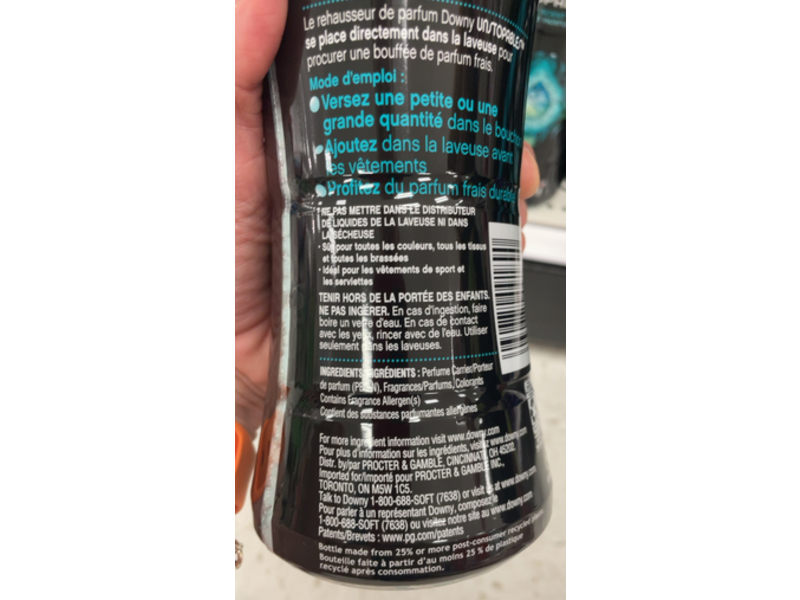 Le rehausseur de parfum Downy UN/TOPABLE/
se place directement dans la laveuse pour
procurer une bouffée de parfum frais.
Mode d'emploi :
Versez une petite ou une
grande quantité dans le bouchon
Ajoutez dans la laveuse avant
les vêtements
Profitez du parfum frais durable
· NE PAS METTRE DANS LE DISTRIBUTEUR
DE LIQUIDES DE LA LAVEUSE NI DANS
LA SÉCHEUSE
· Sûr pour toutes les couleurs, tous les tissus
et toutes les brassées
· Idéal pour les vêtements de sport et
les serviettes
TENIR HORS DE LA PORTÉE DES ENFANTS.
NE PAS INGÉRER. En cas d'ingestion, faire
boire un verre d'eau. En cas de contact
avec les yeux, rincer avec de l'eau. Utiliser
seulement dans les laveuses.
INGREDIENTS/INGRÉDIENTS : Perfume Carrier/Porteur
de parfum Fragrances/Parfums, Colorants
Contains Fragrance Allergen(s)
Contient des substances parfumantes allergènes
For more ingredient information visit www.downy.com
Pour plus d'information sur les ingrédients, visitez www.downy.com
Distr. by/par PROCTER & GAMBLE, CINCINNATI, OH 45202.
Imported for/importé pour PROCTER & GAMBLE INC.,
TORONTO, ON M5W 1C5.
Talk to Downy 1-800-688-SOFT (7638) or visit us at www.downy.com
Pour parler à un représentant Downy, composez le
1-800-688-SOFT (7638) ou visitez notre site au www.downy.com
Patents/Brevets : www.pg.com/patents
Bottle made from 25% or more post-consumer recycled plastic
Bouteille faite à partir d'au moins 25 % de plastique
recyclé après consommation.